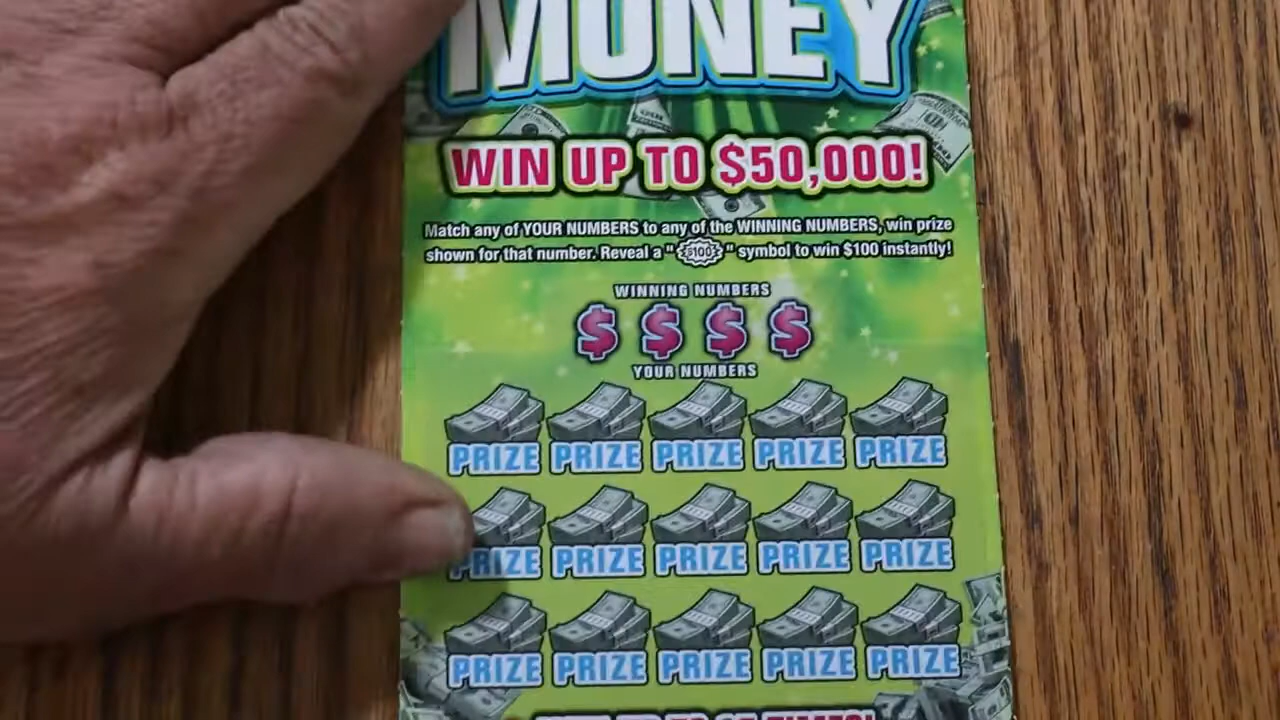 MONEY
WIN UP TO $50,000!
Match any of YOUR NUMBERS to any of the WINNING NUMBERS, win prize
shown for that number. Reveal a "$100" symbol to win $100 instantly!
WINNING NUMBERS
$ $ $ $
YOUR NUMBERS
PRIZE PRIZE PRIZE PRIZE PRIZE
PRIZE PRIZE PRIZE PRIZE PRIZE
PRIZE PRIZE PRIZE PRIZE PRIZE